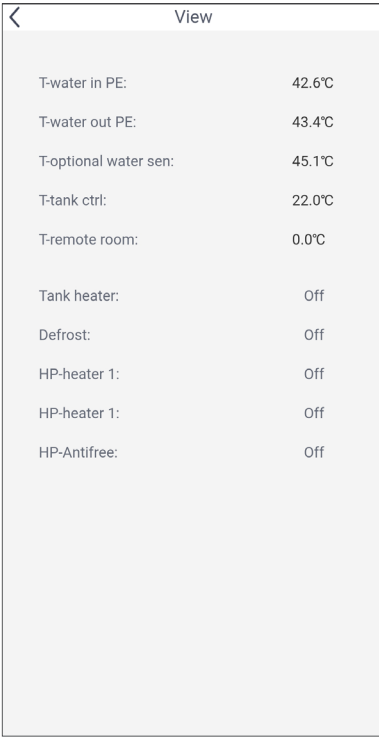 View
T-water in PE: 42.6℃
T-water out PE: 43.4℃
T-optional water sen: 45.1℃
T-tank ctrl: 22.0℃
T-remote room: 0.0℃
Tank heater: Off
Defrost: Off
HP-heater 1: Off
HP-heater 1: Off
HP-Antifree: Off